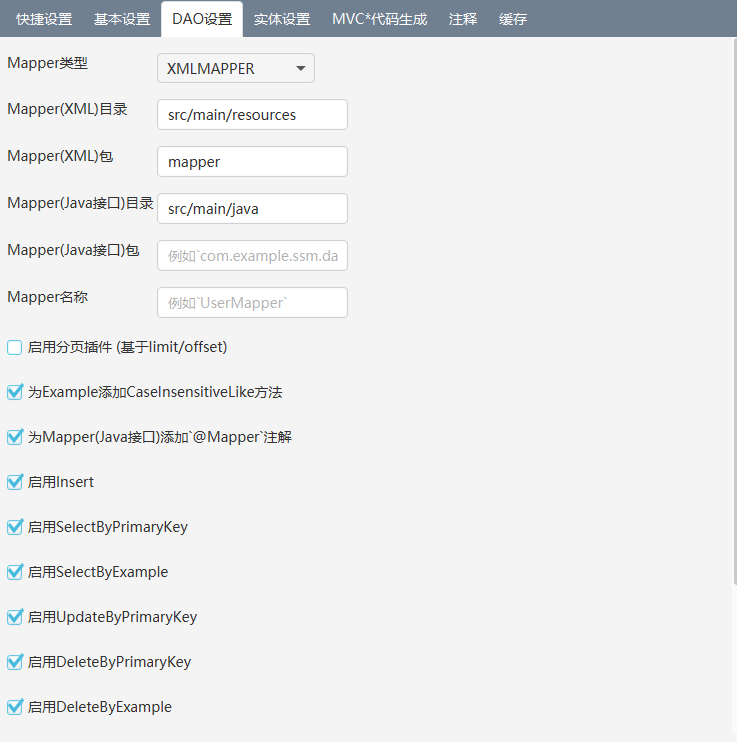 快捷设置 基本设置 DAO设置 实体设置 MVC*代码生成 注释 缓存
Mapper类型 XMLMAPPER
Mapper(XML)目录 src/main/resources
Mapper(XML)包 mapper
Mapper(Java接口)目录 src/main/java
Mapper(Java接口)包 例如`com.example.ssm.da
Mapper名称 例如`UserMapper`
启用分页插件 (基于limit/offset)
为Example添加CaseInsensitiveLike方法
为Mapper(Java接口)添加`@Mapper`注解
启用Insert
启用SelectByPrimaryKey
启用SelectByExample
启用UpdateByPrimaryKey
启用DeleteByPrimaryKey
启用DeleteByExample